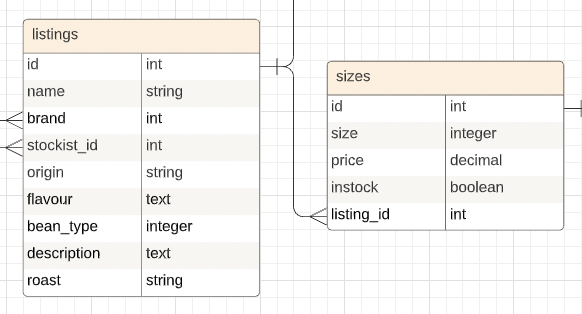 listings
id int
name string
brand int
stockist_id int
origin string
flavour text
bean_type integer
description text
roast string
sizes
id int
size integer
price decimal
instock boolean
listing_id int